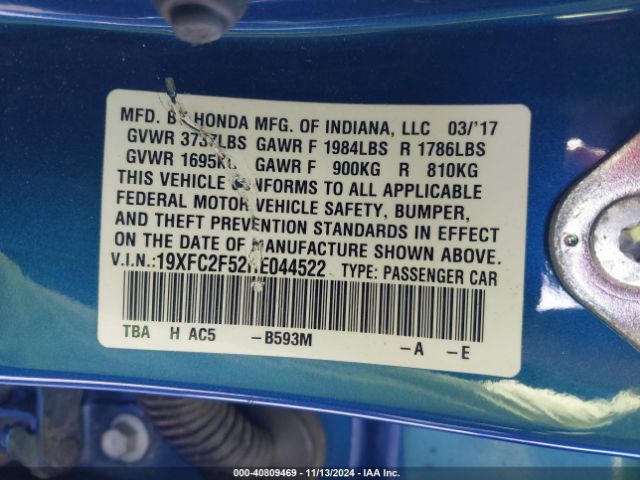 MFD. BY HONDA MFG. OF INDIANA, LLC 03/'17
GVWR 3737LBS GAWR F 1984LBS R 1786LBS
GVWR 1695KG GAWR F 900KG R 810KG
THIS VEHICLE CONFORMS TO ALL APPLICABLE
FEDERAL MOTOR VEHICLE SAFETY, BUMPER,
AND THEFT PREVENTION STANDARDS IN EFFECT
ON THE DATE OF MANUFACTURE SHOWN ABOVE.
V.I.N.: TYPE: PASSENGER CAR
TBA H AC5 -B593M -A -E
000-40809469 - 11/13/2024 - IAA Inc.